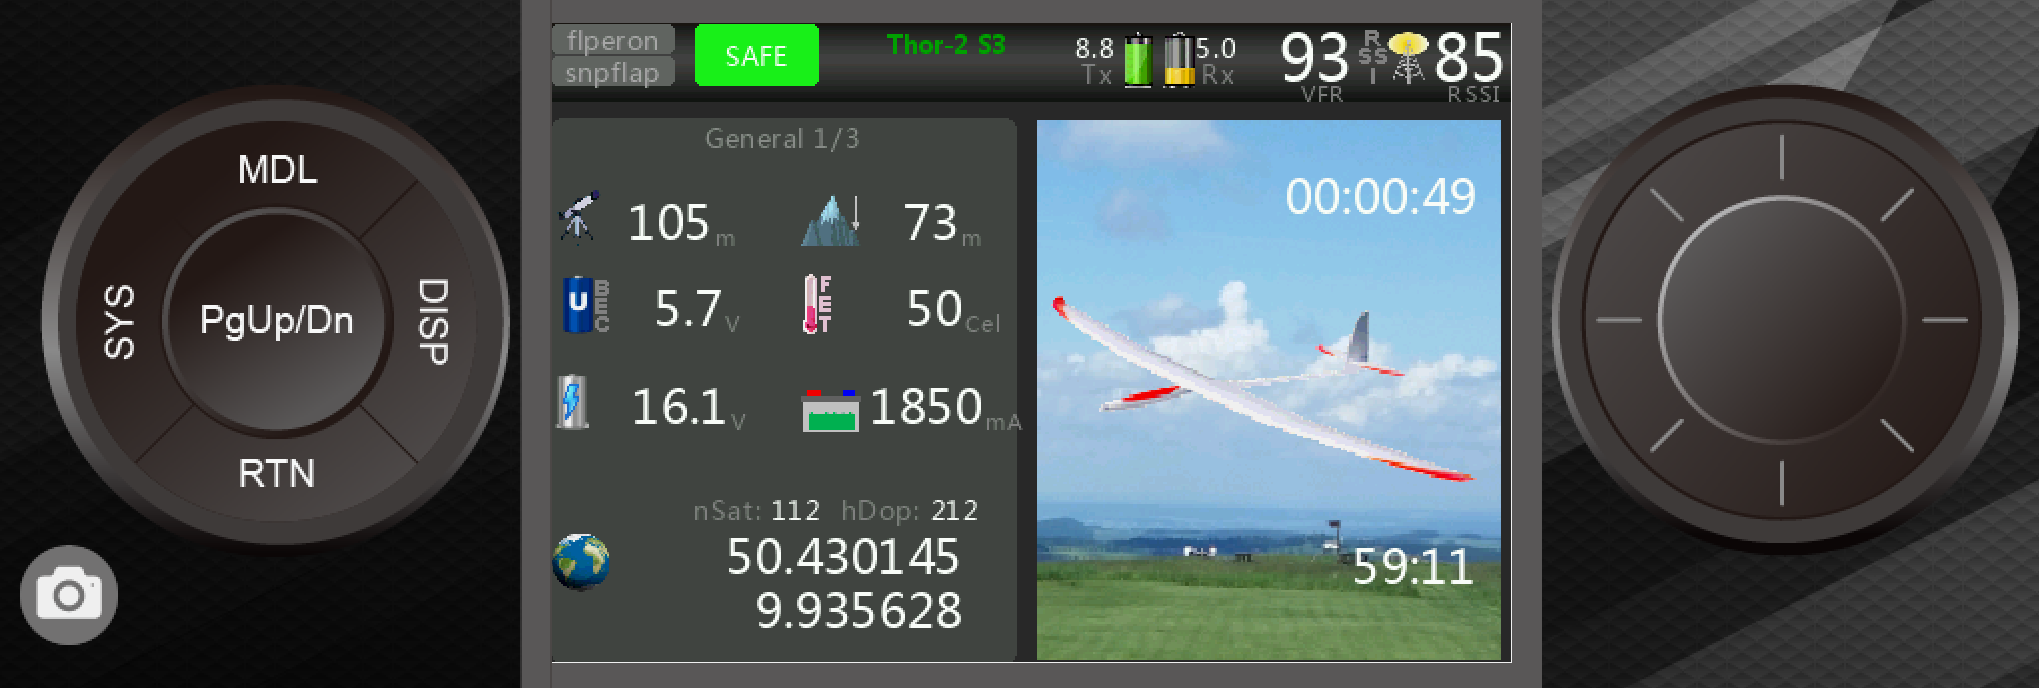 MDL
SYS
PgUp/Dn
DISP
RTN
flperon
snpflap
SAFE
Thor-2 S3
8.8
Tx
5.0
Rx
93
VFR
RSSI
85
RSSI
General 1/3
105 m
73 m
U BEC
5.7 V
FET
50 Cel
16.1 V
1850 mA
nSat: 112 hDop: 212
50.430145
9.935628
00:00:49
59:11